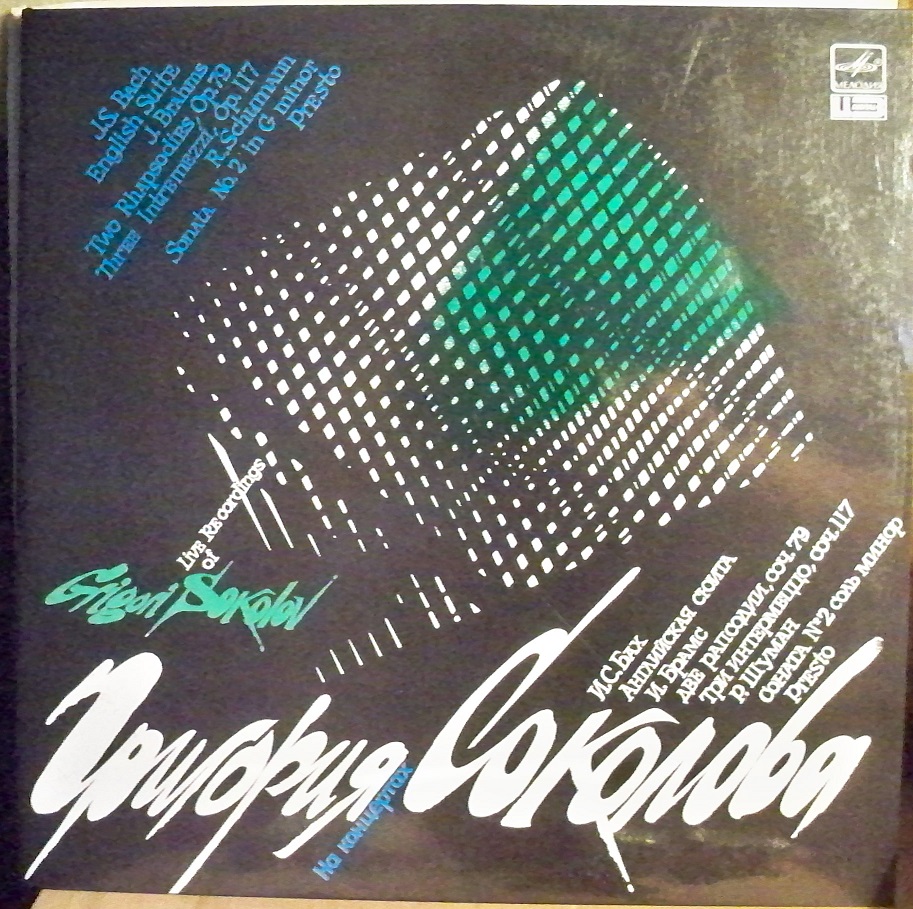 J.S. Bach
English Suite
J. Brahms
Two Rhapsodies Op.79
Three Intremezzi, Op.117
R. Schumann
Sonata No.2 in G minor
Presto
МЕЛОДИЯ
Live Recordings
of
Grigori Sokolov
И.С. Бах
Английская сюита
И. Брамс
две рапсодии, соч. 79
три интермеццо, соч. 117
Р. Шуман
соната №2 соль минор
Presto
Григория Соколова
На концертах